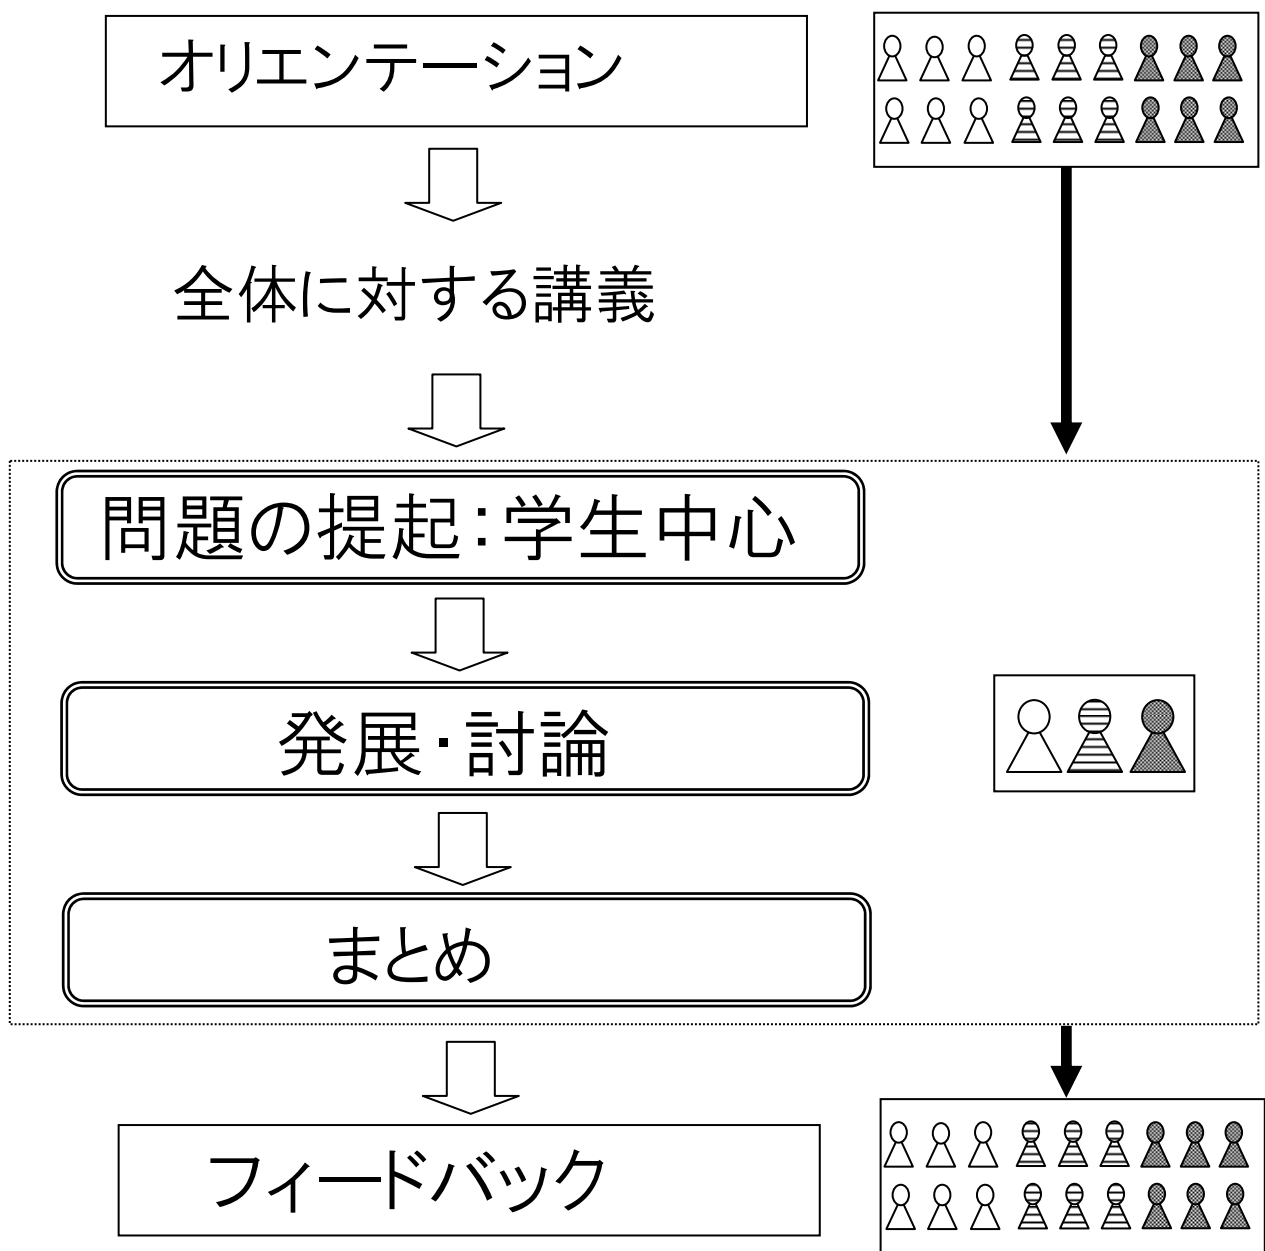 オリエンテーション
全体に対する講義
問題の提起：学生中心
発展・討論
まとめ
フィードバック